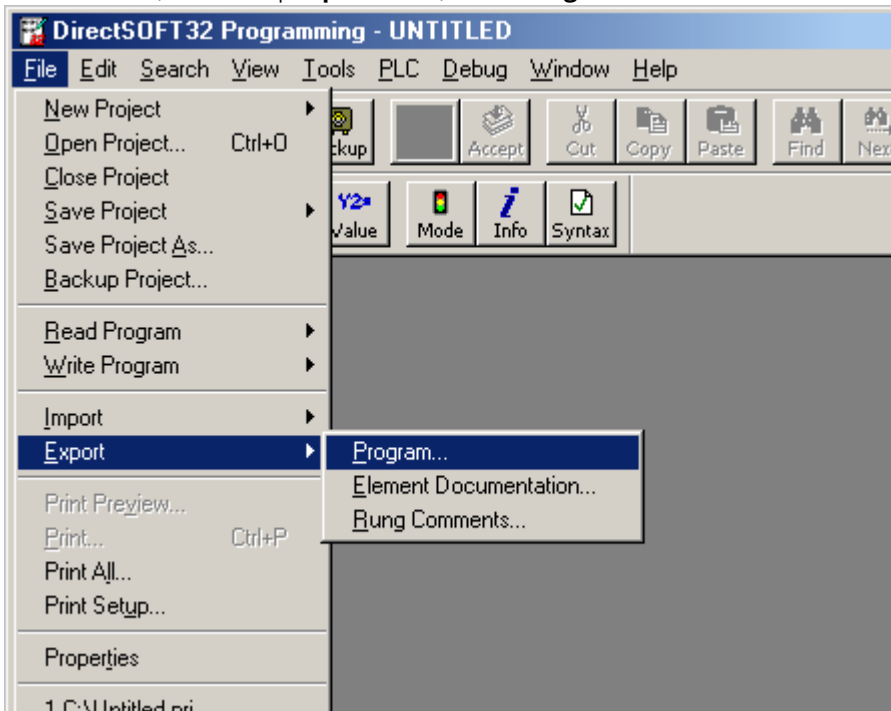 DirectSOFT32 Programming - UNTITLED
File Edit Search View Tools PLC Debug Window Help
New Project
Open Project... Ctrl+O
Close Project
Save Project
Save Project As...
Backup Project...
Read Program
Write Program
Import
Export
Print Preview...
Print... Ctrl+P
Print All...
Print Setup...
Properties
Program...
Element Documentation...
Rung Comments...
Accept Cut Copy Paste Find
Value Mode Info Syntax